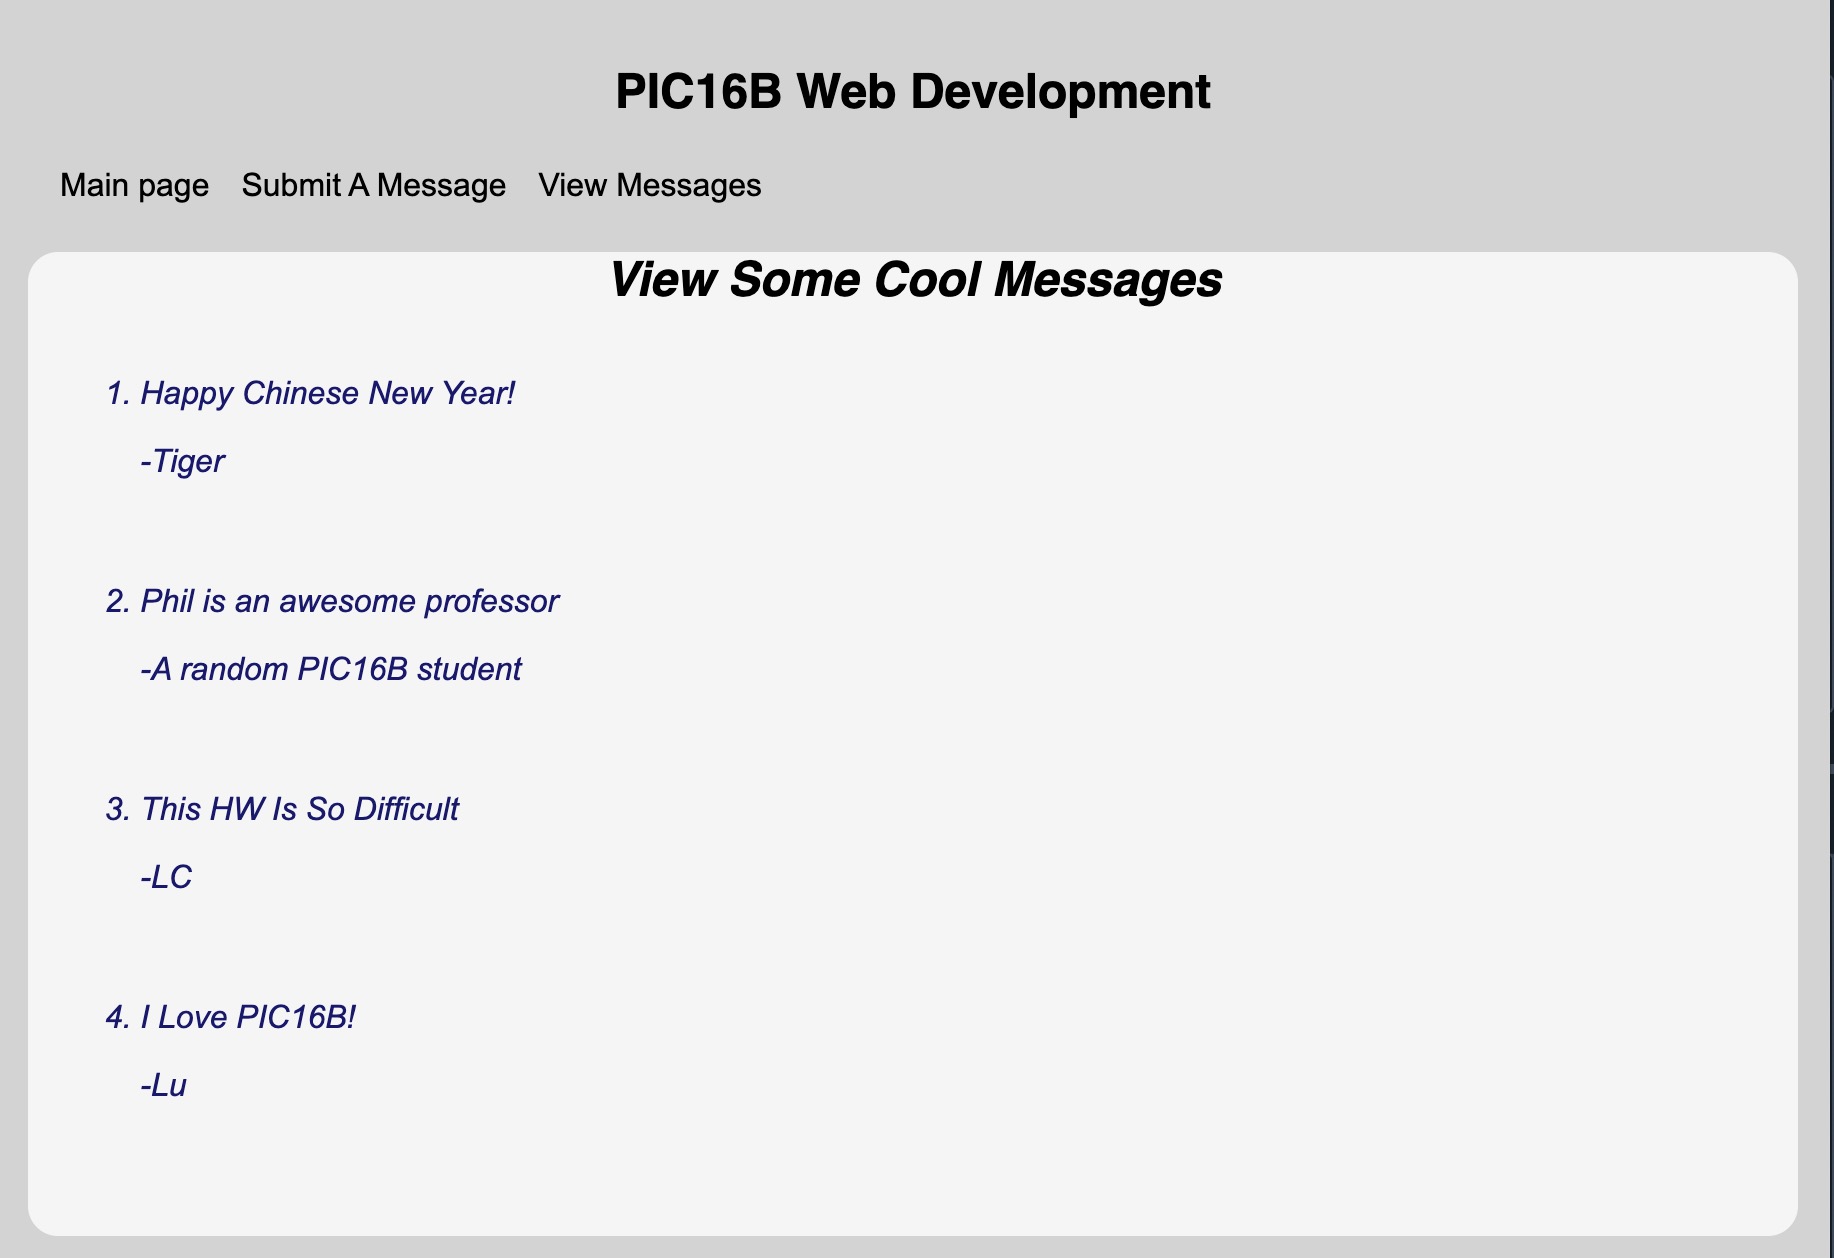 PIC16B Web Development
Main page Submit A Message View Messages
View Some Cool Messages
1. Happy Chinese New Year!
-Tiger
2. Phil is an awesome professor
-A random PIC16B student
3. This HW Is So Difficult
-LC
4. I Love PIC16B!
-Lu